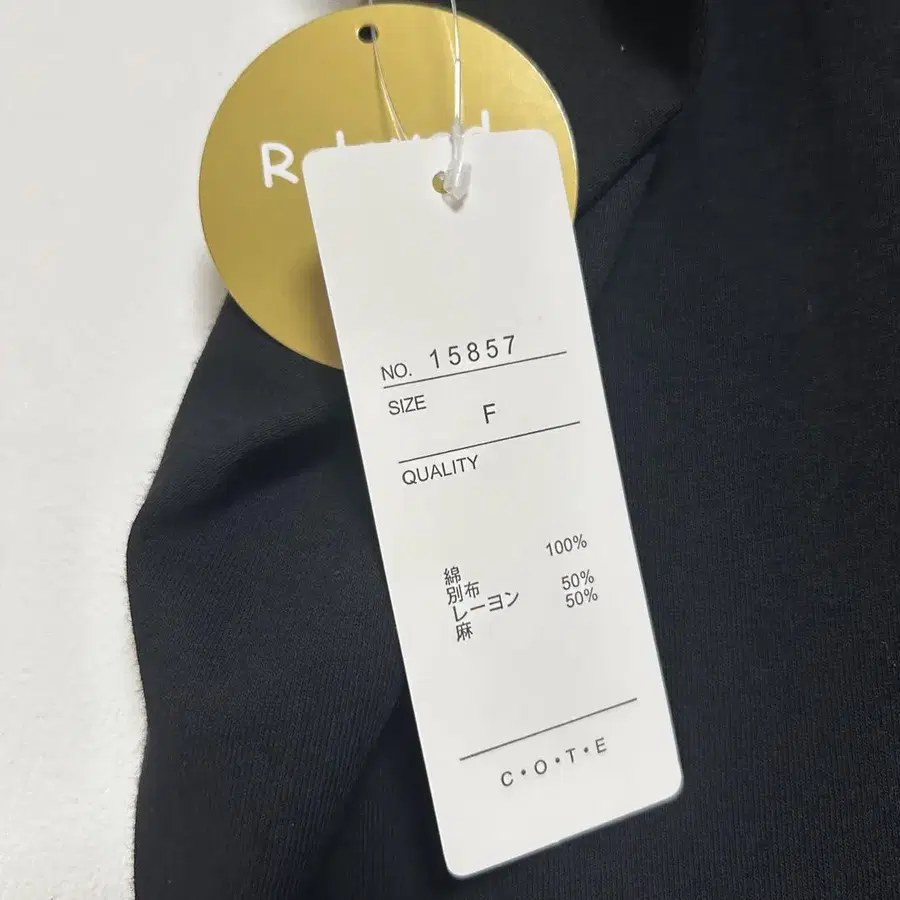 NO. 15857
SIZE
F
QUALITY
綿 100%
別布
レーヨン 50%
麻 50%
C・O・T・E